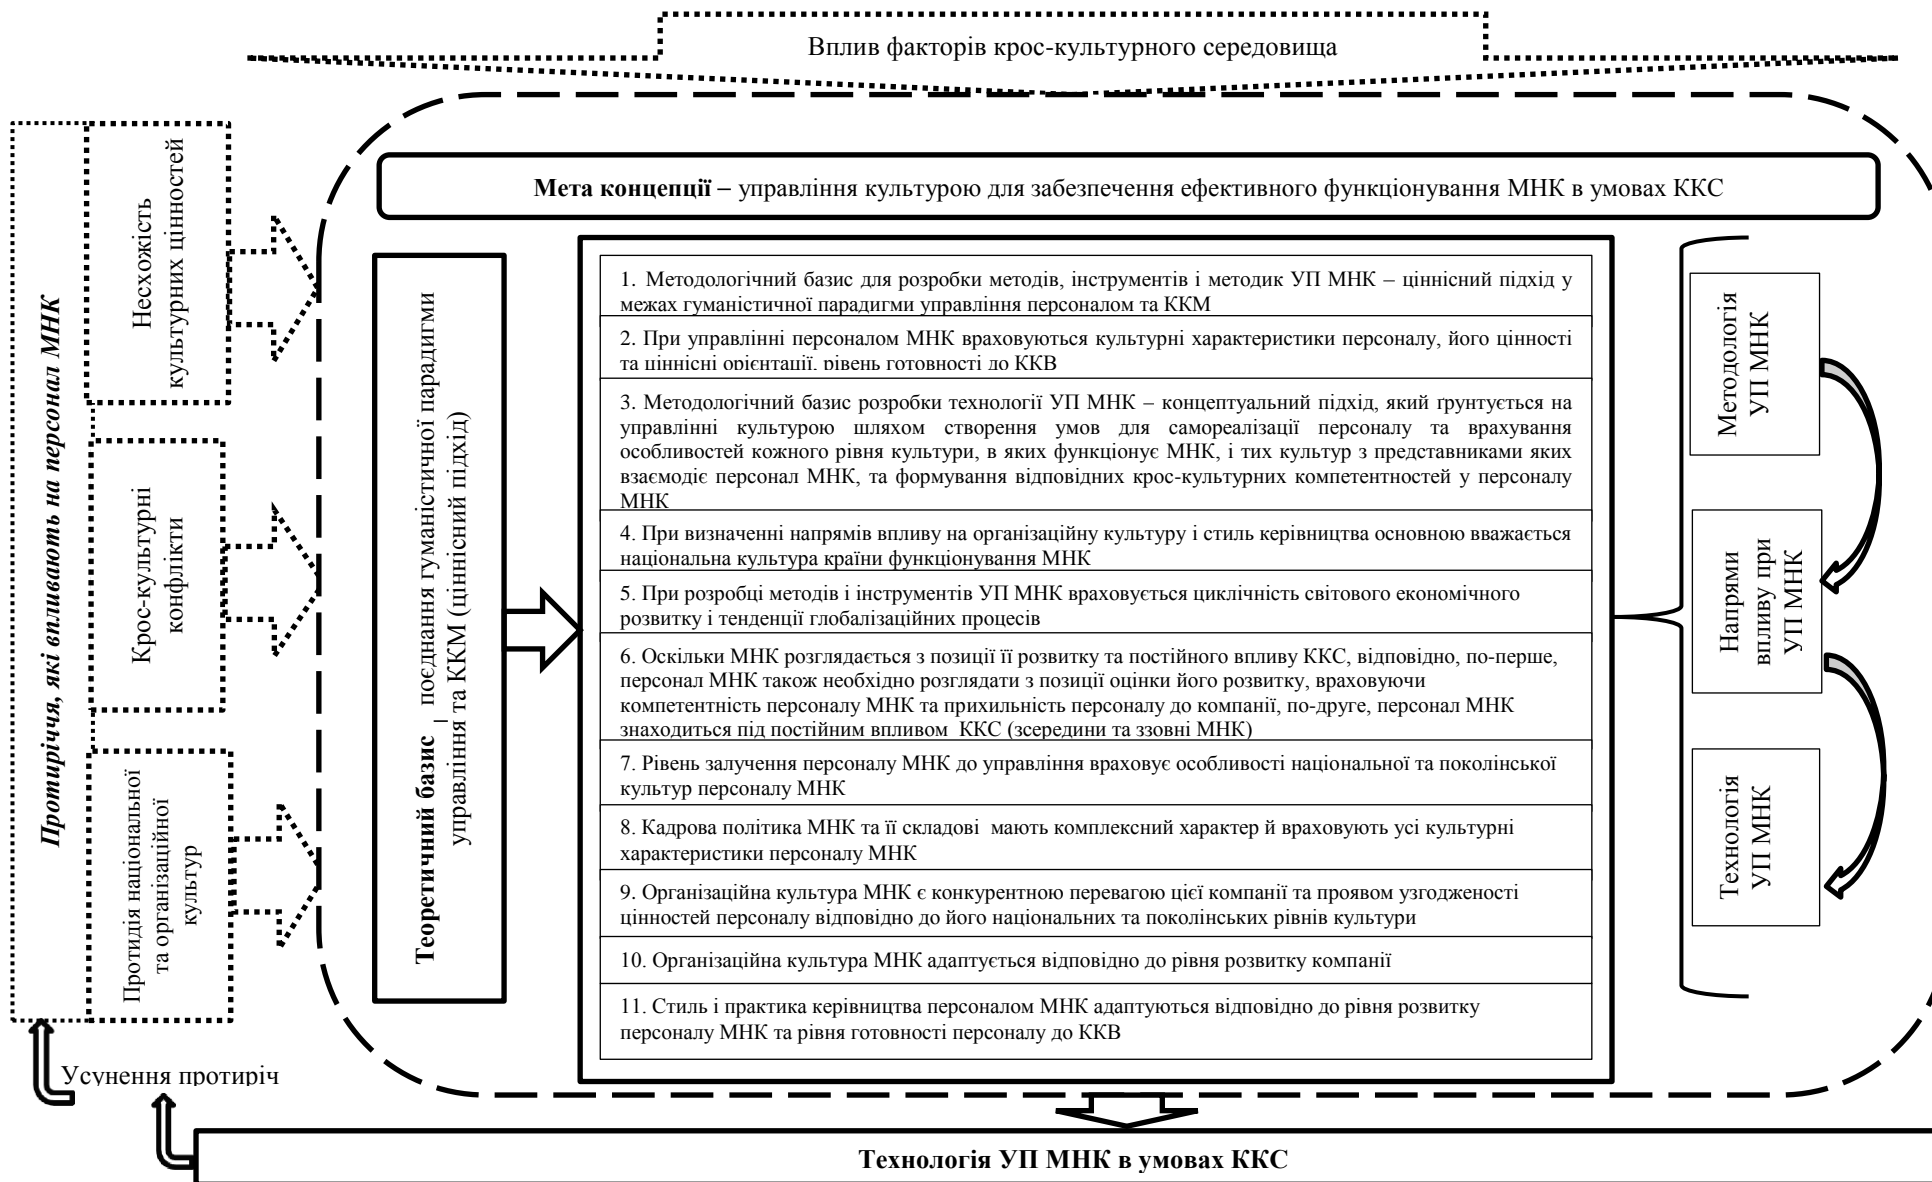 Вплив факторів крос-культурного середовища
Протиріччя, які впливають на персонал МНК
Несхожість
культурних цінностей
Крос-культурні
конфлікти
Протидія національної
та організаційної
культур
Усунення протиріч
Мета концепції – управління культурою для забезпечення ефективного функціонування МНК в умовах ККС
Теоретичний базис – поєднання гуманістичної парадигми
управління та ККМ (ціннісний підхід)
1. Методологічний базис для розробки методів, інструментів і методик УП МНК – ціннісний підхід у
межах гуманістичної парадигми управління персоналом та ККМ
2. При управлінні персоналом МНК враховуються культурні характеристики персоналу, його цінності
та ціннісні орієнтації, рівень готовності до ККВ
3. Методологічний базис розробки технології УП МНК – концептуальний підхід, який ґрунтується на
управлінні культурою шляхом створення умов для самореалізації персоналу та врахування
особливостей кожного рівня культури, в яких функціонує МНК, і тих культур з представниками яких
взаємодіє персонал МНК, та формування відповідних крос-культурних компетентностей у персоналу
МНК
4. При визначенні напрямів впливу на організаційну культуру і стиль керівництва основною вважається
національна культура країни функціонування МНК
5. При розробці методів і інструментів УП МНК враховується циклічність світового економічного
розвитку і тенденції глобалізаційних процесів
6. Оскільки МНК розглядається з позиції її розвитку та постійного впливу ККС, відповідно, по-перше,
персонал МНК також необхідно розглядати з позиції оцінки його розвитку, враховуючи
компетентність персоналу МНК та прихильність персоналу до компанії, по-друге, персонал МНК
знаходиться під постійним впливом ККС (зсередини та ззовні МНК)
7. Рівень залучення персоналу МНК до управління враховує особливості національної та поколінської
культур персоналу МНК
8. Кадрова політика МНК та її складові мають комплексний характер й враховують усі культурні
характеристики персоналу МНК
9. Організаційна культура МНК є конкурентною перевагою цієї компанії та проявом узгодженості
цінностей персоналу відповідно до його національних та поколінських рівнів культури
10. Організаційна культура МНК адаптується відповідно до рівня розвитку компанії
11. Стиль і практика керівництва персоналом МНК адаптуються відповідно до рівня розвитку
персоналу МНК та рівня готовності персоналу до ККВ
Методологія
УП МНК
Напрями
впливу при
УП МНК
Технологія
УП МНК
Технологія УП МНК в умовах ККС